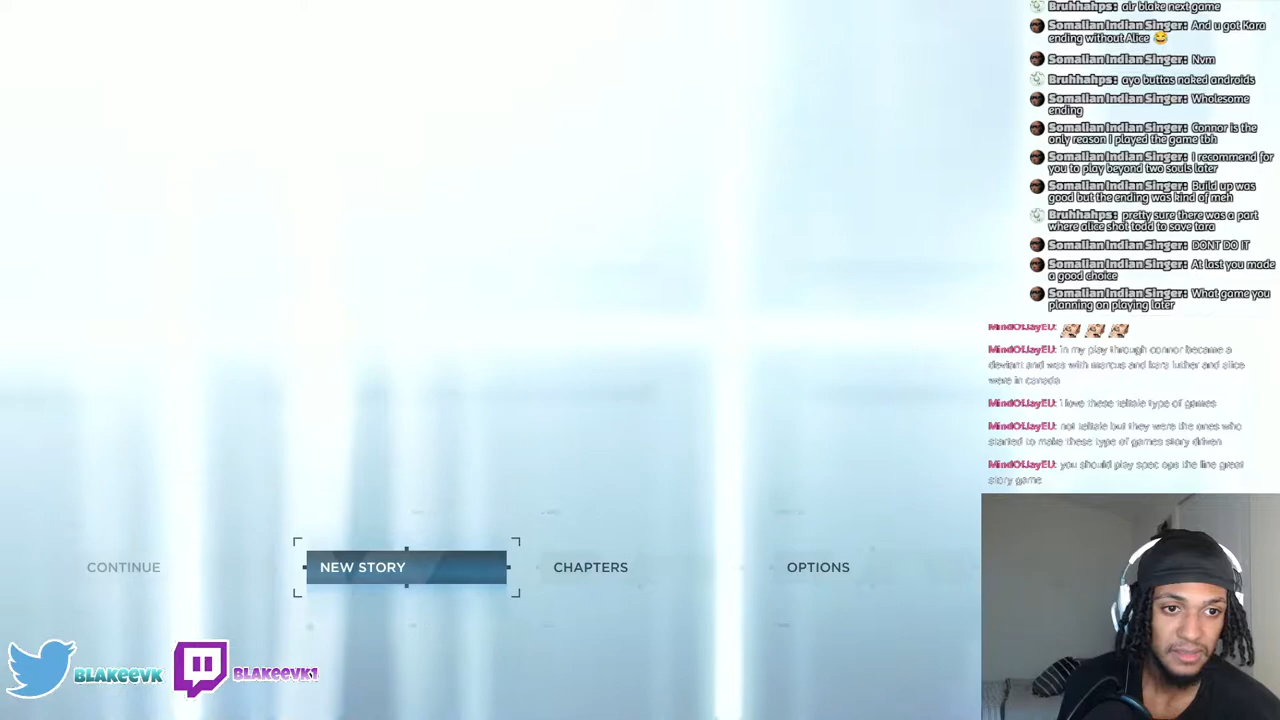 Bruhhahps: alr blake next game
Somalian Indian Singer: And u got Kara
ending without Alice 😂
Somalian Indian Singer: Nvm
Bruhhahps: ayo buttas naked androids
Somalian Indian Singer: Wholesome
ending
Somalian Indian Singer: Connor is the
only reason I played the game tbh
Somalian Indian Singer: I recommend for
you to play beyond two souls later
Somalian Indian Singer: Build up was
good but the ending was kind of meh
Bruhhahps: pretty sure there was a part
where alice shot todd to save tara
Somalian Indian Singer: DONT DO IT
Somalian Indian Singer: At last you made
a good choice
Somalian Indian Singer: What game you
planning on playing later
MindOfJayEU:
MindOfJayEU: in my play through connor became a
deviant and was with marcus and kara luther and alice
were in canada
MindOfJayEU: i love these teltale type of games
MindOfJayEU: not teltale but they were the ones who
started to make these type of games story driven
MindOfJayEU: you should play spec ops the line great
story game
CONTINUE
NEW STORY
CHAPTERS
OPTIONS
BLAKEEVK
BLAKEEVK1